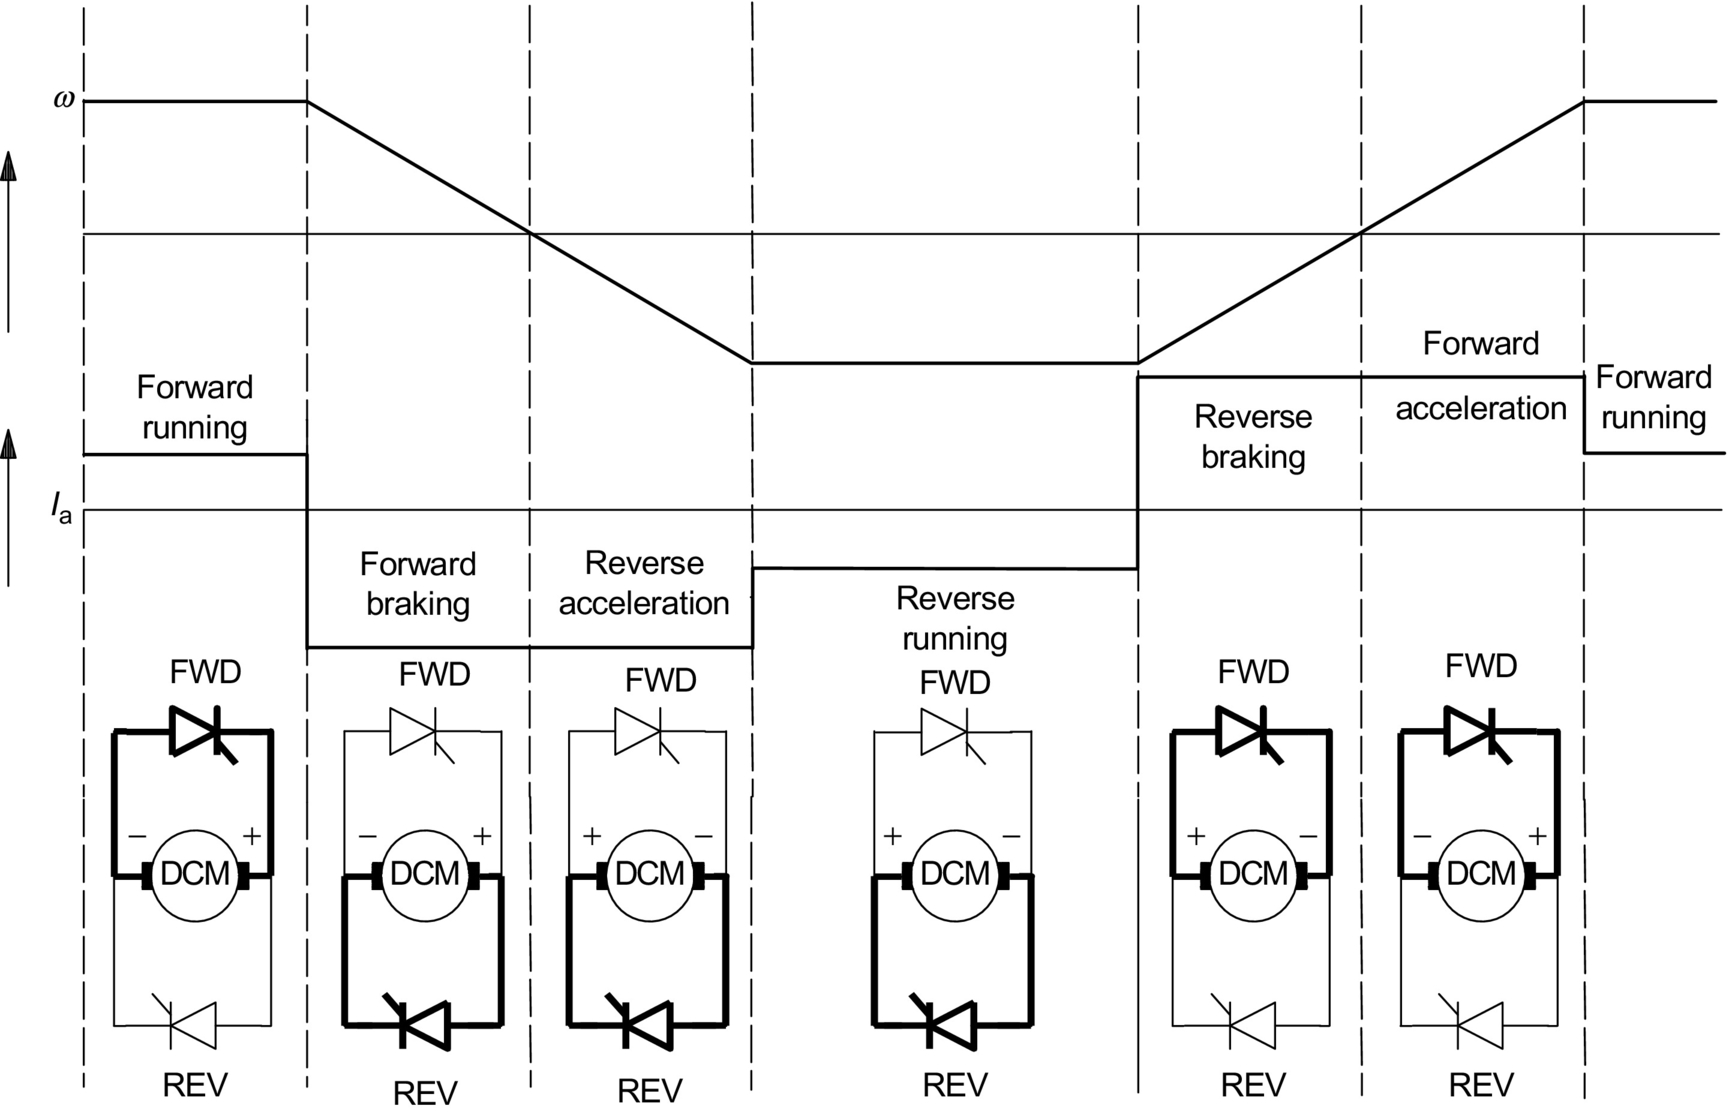 ω
Forward
running
Forward
acceleration
Forward
running
Reverse
braking
Iₐ
Forward
braking
Reverse
acceleration
Reverse
running
FWD
FWD
FWD
FWD
FWD
FWD
− +
− +
+ −
+ −
+ −
− +
DCM
DCM
DCM
DCM
DCM
DCM
REV
REV
REV
REV
REV
REV